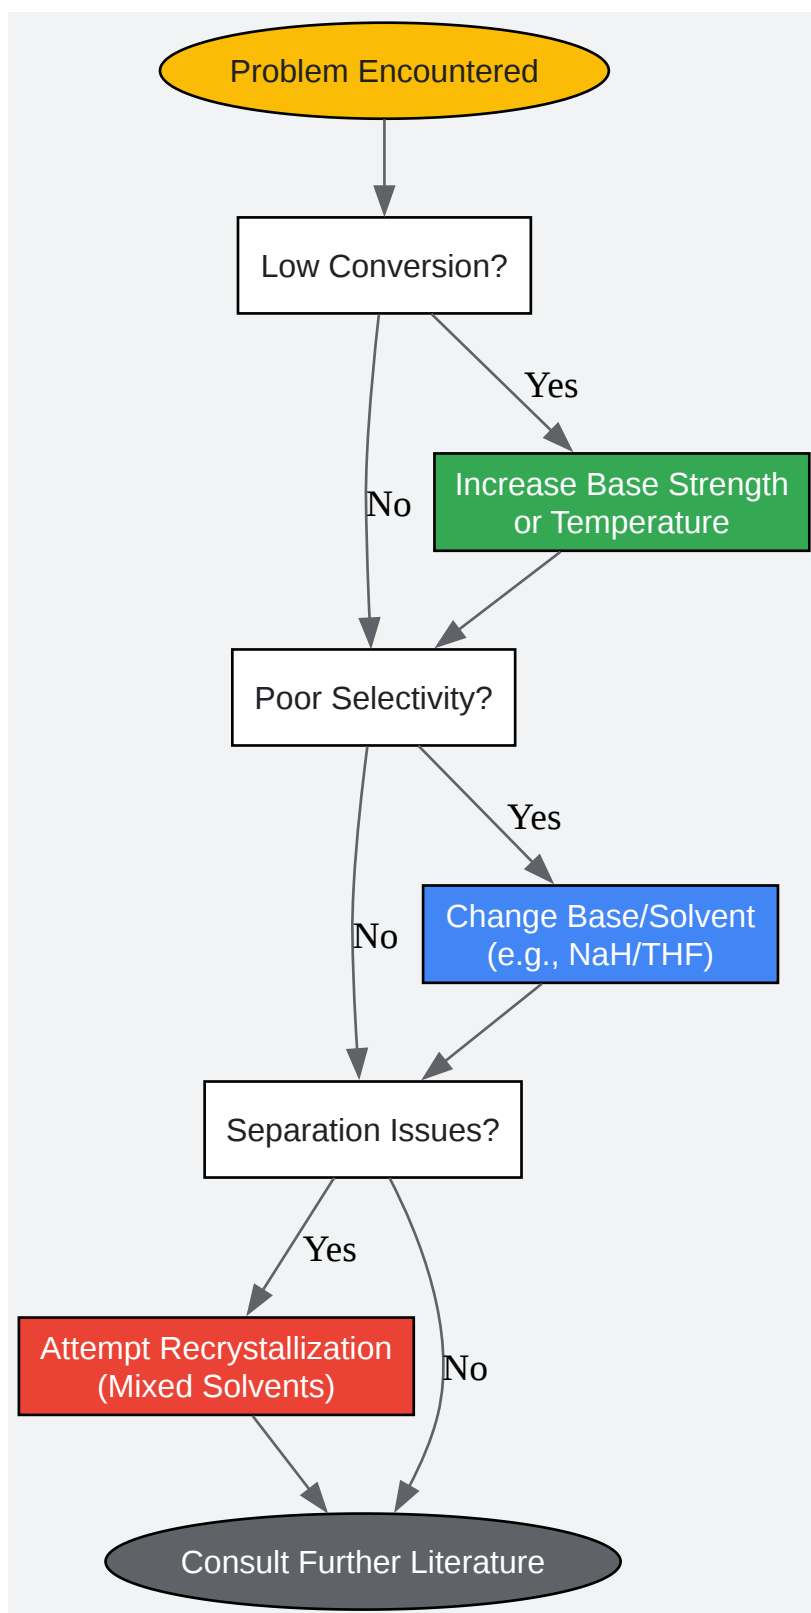 Problem Encountered
Low Conversion?
Yes
No
Increase Base Strength
or Temperature
Poor Selectivity?
Yes
No
Change Base/Solvent
(e.g., NaH/THF)
Separation Issues?
Yes
No
Attempt Recrystallization
(Mixed Solvents)
Consult Further Literature